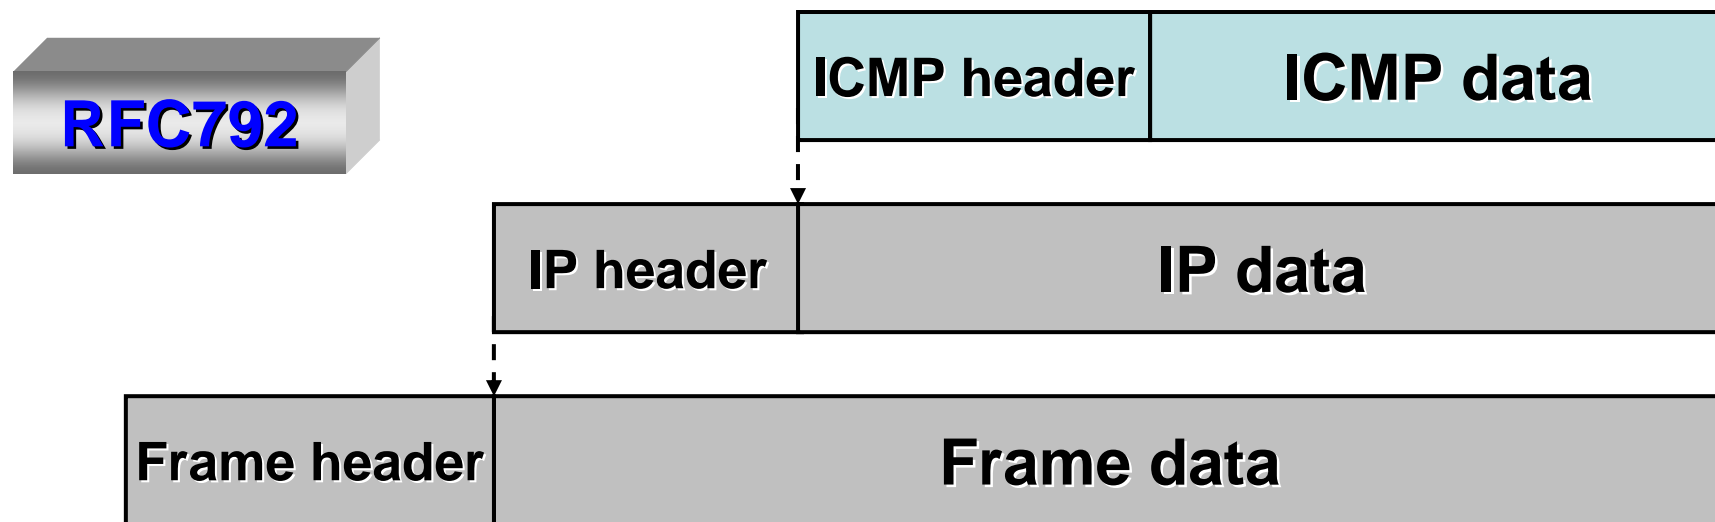 RFC792
ICMP header
ICMP data
IP header
IP data
Frame header
Frame data